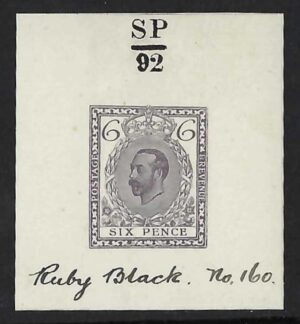 SP
92
6 6
POSTAGE
& REVENUE
SIX PENCE
Ruby Black. No. 160.